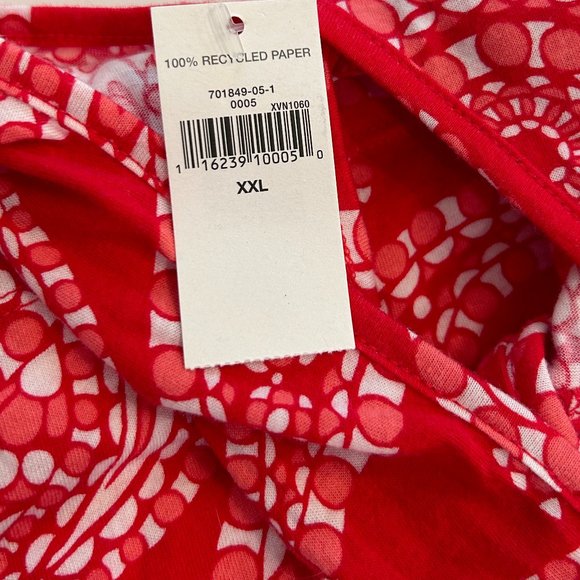 100% RECYCLED PAPER
701849-05-1
0005 XVN1060
1 16239 10005 0
XXL